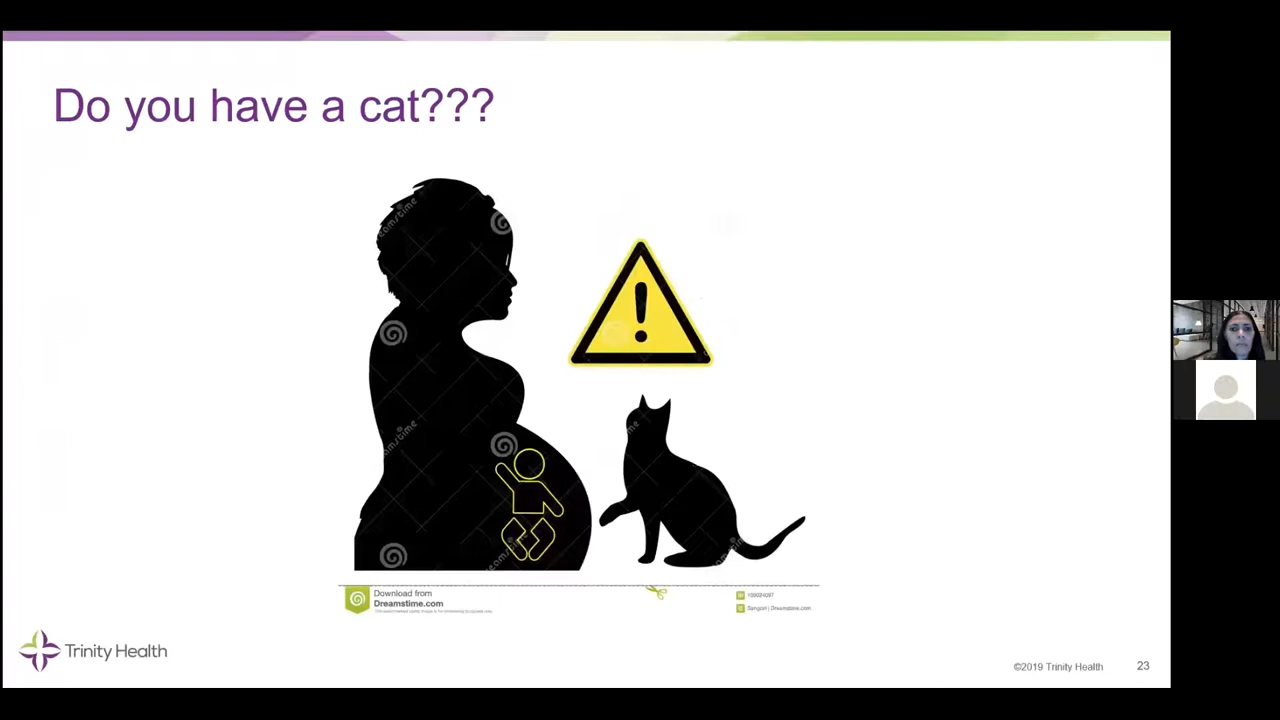 Do you have a cat???
!
Download from
Dreamstime.com
Trinity Health
©2019 Trinity Health
23